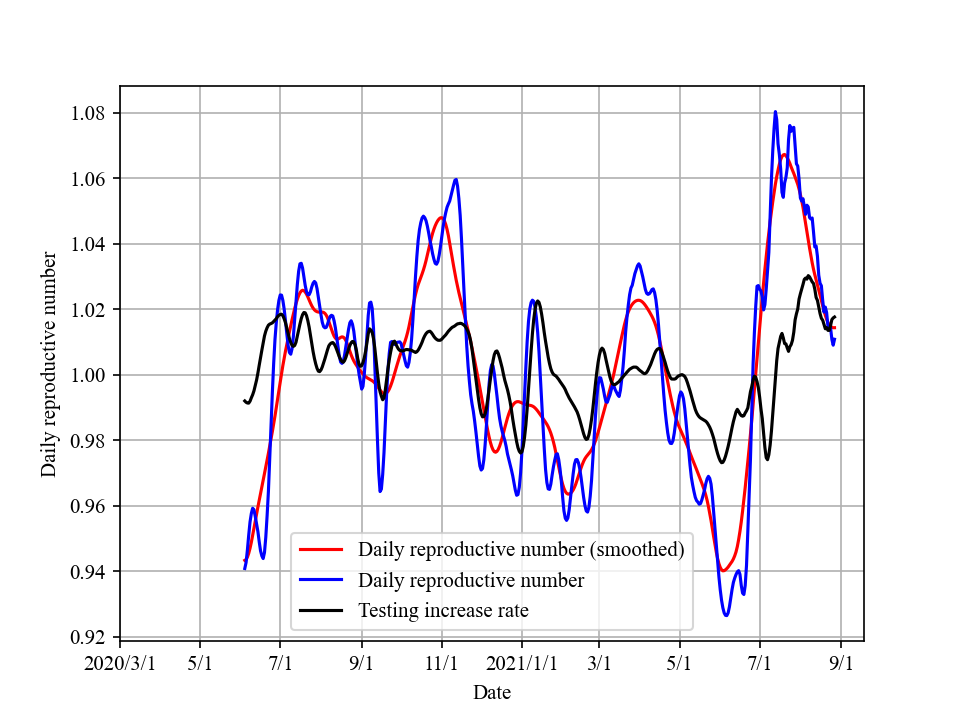 1.08
1.06
1.04
1.02
1.00
0.98
0.96
0.94
0.92
Daily reproductive number
Daily reproductive number (smoothed)
Daily reproductive number
Testing increase rate
2020/3/1 5/1 7/1 9/1 11/1 2021/1/1 3/1 5/1 7/1 9/1
Date